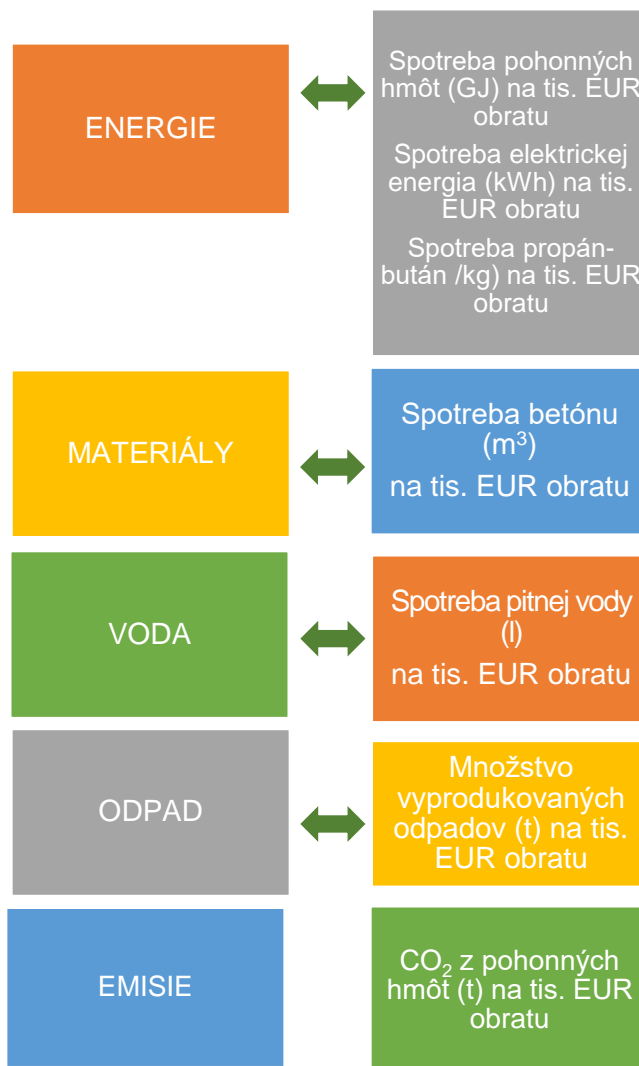 ENERGIE
Spotreba pohonných
hmôt (GJ) na tis. EUR
obratu
Spotreba elektrickej
energia (kWh) na tis.
EUR obratu
Spotreba propán-
bután /kg) na tis. EUR
obratu
MATERIÁLY
Spotreba betónu
(m³)
na tis. EUR obratu
VODA
Spotreba pitnej vody
(l)
na tis. EUR obratu
ODPAD
Množstvo
vyprodukovaných
odpadov (t) na tis.
EUR obratu
EMISIE
CO₂ z pohonných
hmôt (t) na tis. EUR
obratu